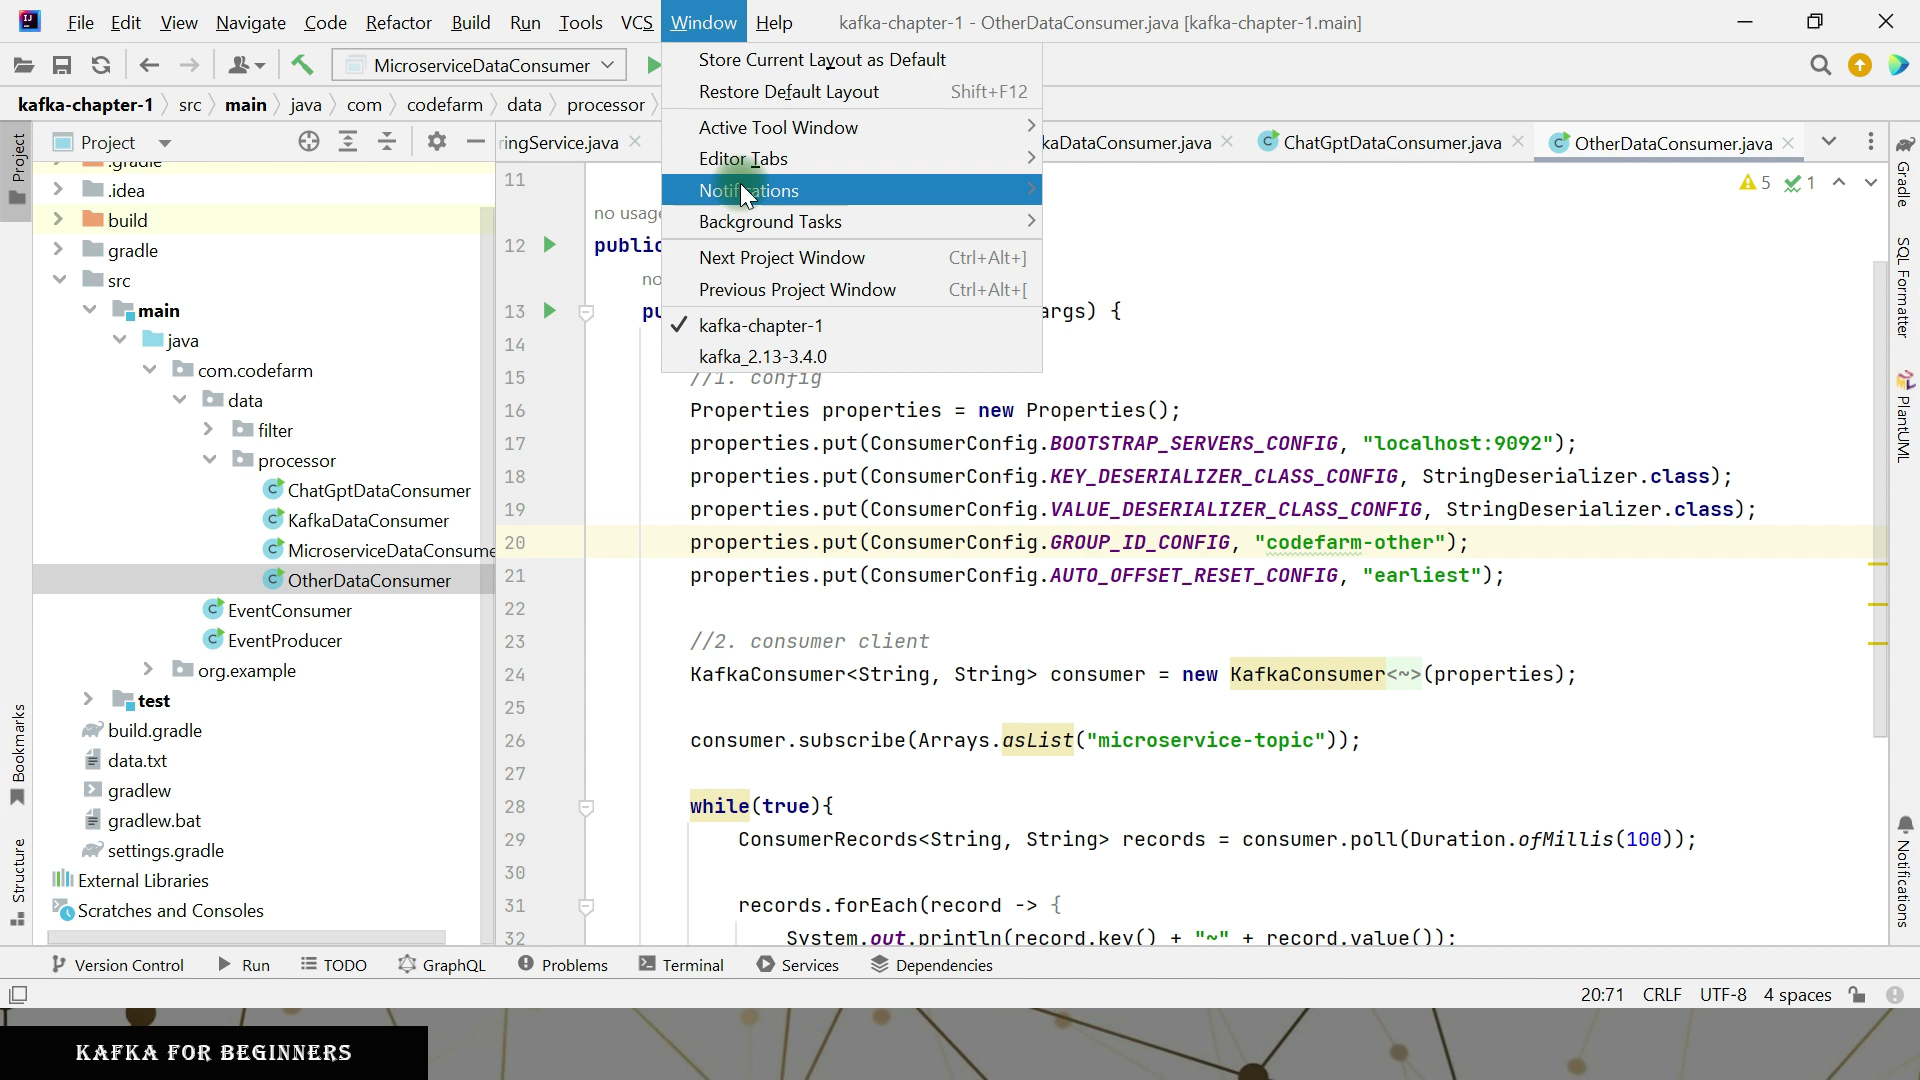 File Edit View Navigate Code Refactor Build Run Tools VCS Window Help kafka-chapter-1 - OtherDataConsumer.java [kafka-chapter-1.main]
MicroserviceDataConsumer
kafka-chapter-1 src main java com codefarm data processor
Store Current Layout as Default
Restore Default Layout Shift+F12
Active Tool Window
Editor Tabs
Notifications
Background Tasks
Next Project Window Ctrl+Alt+]
Previous Project Window Ctrl+Alt+[
kafka-chapter-1
kafka_2.13-3.4.0
Project
Project
.gradle
.idea
build
gradle
src
main
java
com.codefarm
data
filter
processor
ChatGptDataConsumer
KafkaDataConsumer
MicroserviceDataConsume
OtherDataConsumer
EventConsumer
EventProducer
org.example
test
build.gradle
data.txt
gradlew
gradlew.bat
settings.gradle
External Libraries
Scratches and Consoles
Bookmarks
Structure
ringService.java kaDataConsumer.java ChatGptDataConsumer.java OtherDataConsumer.java
5 1
11
no usage
12 public
no
13 pu args) {
14
15 //1. config
16 Properties properties = new Properties();
17 properties.put(ConsumerConfig.BOOTSTRAP_SERVERS_CONFIG, "localhost:9092");
18 properties.put(ConsumerConfig.KEY_DESERIALIZER_CLASS_CONFIG, StringDeserializer.class);
19 properties.put(ConsumerConfig.VALUE_DESERIALIZER_CLASS_CONFIG, StringDeserializer.class);
20 properties.put(ConsumerConfig.GROUP_ID_CONFIG, "codefarm-other");
21 properties.put(ConsumerConfig.AUTO_OFFSET_RESET_CONFIG, "earliest");
22
23 //2. consumer client
24 KafkaConsumer<String, String> consumer = new KafkaConsumer<~>(properties);
25
26 consumer.subscribe(Arrays.asList("microservice-topic"));
27
28 while(true){
29 ConsumerRecords<String, String> records = consumer.poll(Duration.ofMillis(100));
30
31 records.forEach(record -> {
32 System.out.println(record.key() + "~" + record.value());
Gradle
SQL Formatter
PlantUML
Notifications
Version Control Run TODO GraphQL Problems Terminal Services Dependencies
20:71 CRLF UTF-8 4 spaces
KAFKA FOR BEGINNERS